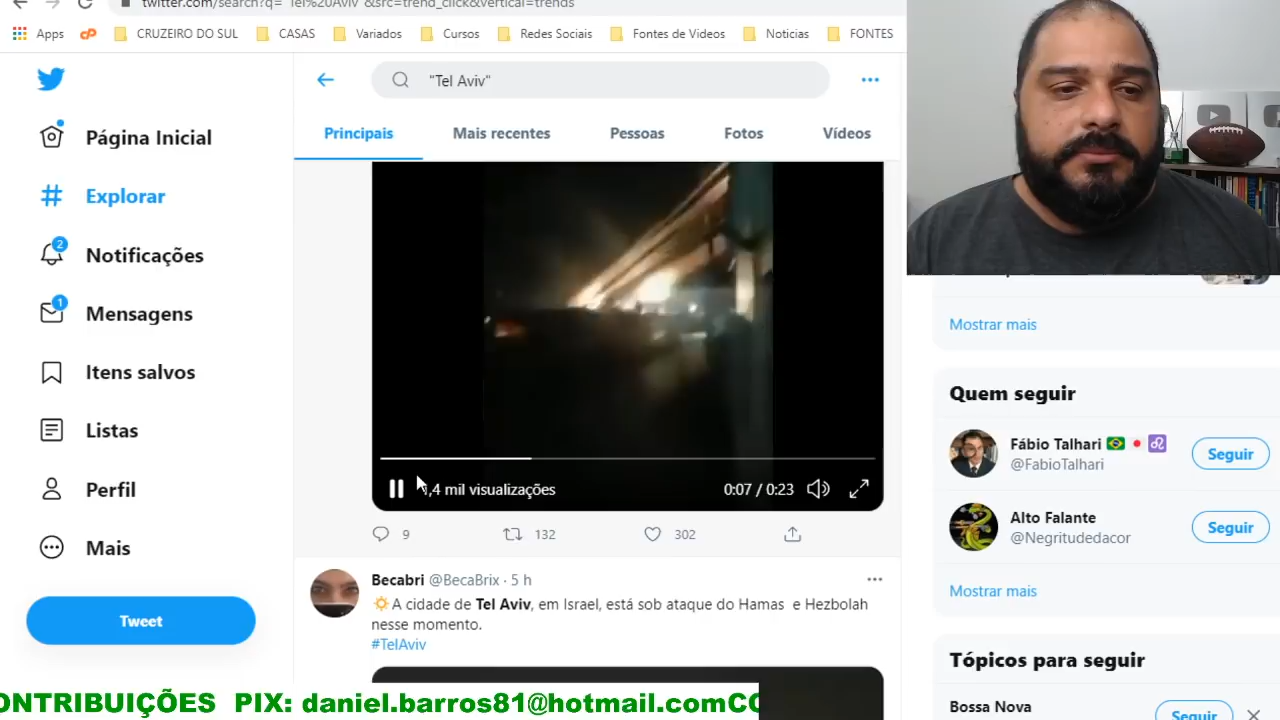 twitter.com/search?q="Tel%20Aviv"&src=trend_click&vertical=trends
Apps CRUZEIRO DO SUL CASAS Variados Cursos Redes Sociais Fontes de Videos Noticias FONTES
"Tel Aviv"
Principais Mais recentes Pessoas Fotos Vídeos
Página Inicial
Explorar
2
Notificações
1
Mensagens
Itens salvos
Listas
Perfil
Mais
Tweet
,4 mil visualizações 0:07 / 0:23
9 132 302
Becabri @BecaBrix · 5 h
A cidade de Tel Aviv, em Israel, está sob ataque do Hamas e Hezbolah
nesse momento.
#TelAviv
Mostrar mais
Quem seguir
Fábio Talhari
@FabioTalhari
Seguir
Alto Falante
@Negritudedacor
Seguir
Mostrar mais
Tópicos para seguir
Bossa Nova
Seguir
ONTRIBUIÇÕES PIX: daniel.barros81@hotmail.comCO